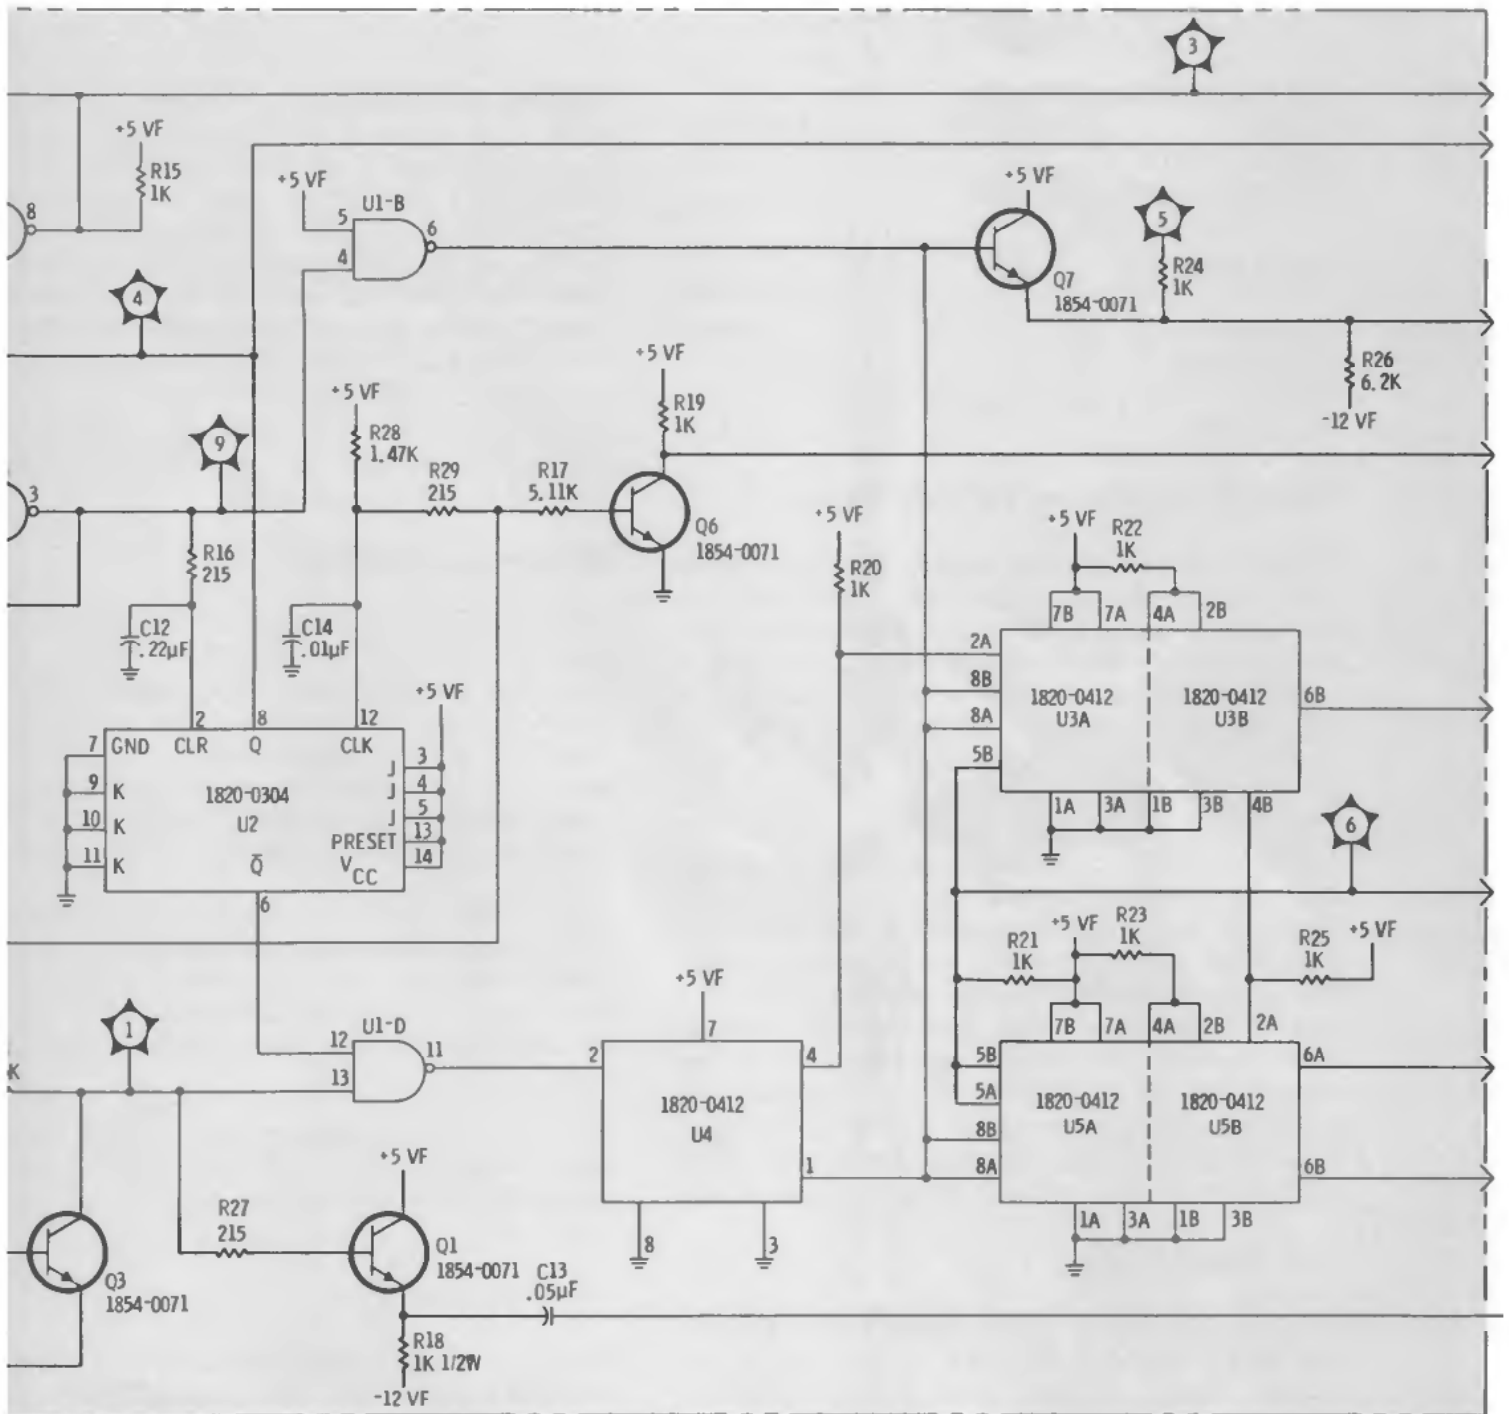 3
+5 VF
R15
1K
8
+5 VF
U1-B
5
4
6
+5 VF
Q7
1854-0071
5
R24
1K
4
+5 VF
R26
6.2K
-12 VF
+5 VF
R19
1K
9
R28
1.47K
R29
215
R17
5.11K
Q6
1854-0071
3
R16
215
C12
.22µF
C14
.01µF
+5 VF
R20
1K
+5 VF
R22
1K
7B
7A
4A
2B
2A
8B
8A
5B
1820-0412
U3A
1820-0412
U3B
6B
1A
3A
1B
3B
4B
+5 VF
2
8
12
7
GND
CLR
Q
CLK
9
K
10
K
11
K
1820-0304
U2
J
3
J
4
J
5
PRESET
13
VCC
14
Q̅
6
6
+5 VF
R23
1K
R21
1K
R25
1K
+5 VF
7B
7A
4A
2B
2A
5B
5A
8B
8A
1820-0412
U5A
1820-0412
U5B
6A
6B
1A
3A
1B
3B
1
K
U1-D
12
13
11
+5 VF
7
2
4
1820-0412
U4
1
8
3
Q3
1854-0071
R27
215
+5 VF
Q1
1854-0071
C13
.05µF
R18
1K 1/2W
-12 VF